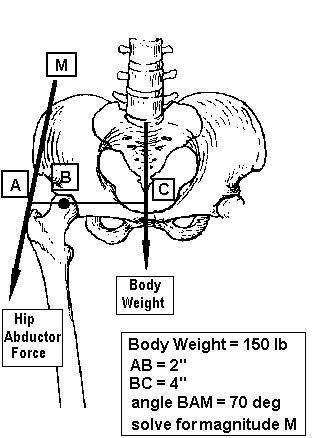 M
A
B
C
Body
Weight
Hip
Abductor
Force
Body Weight = 150 lb
AB = 2"
BC = 4"
angle BAM = 70 deg
solve for magnitude M